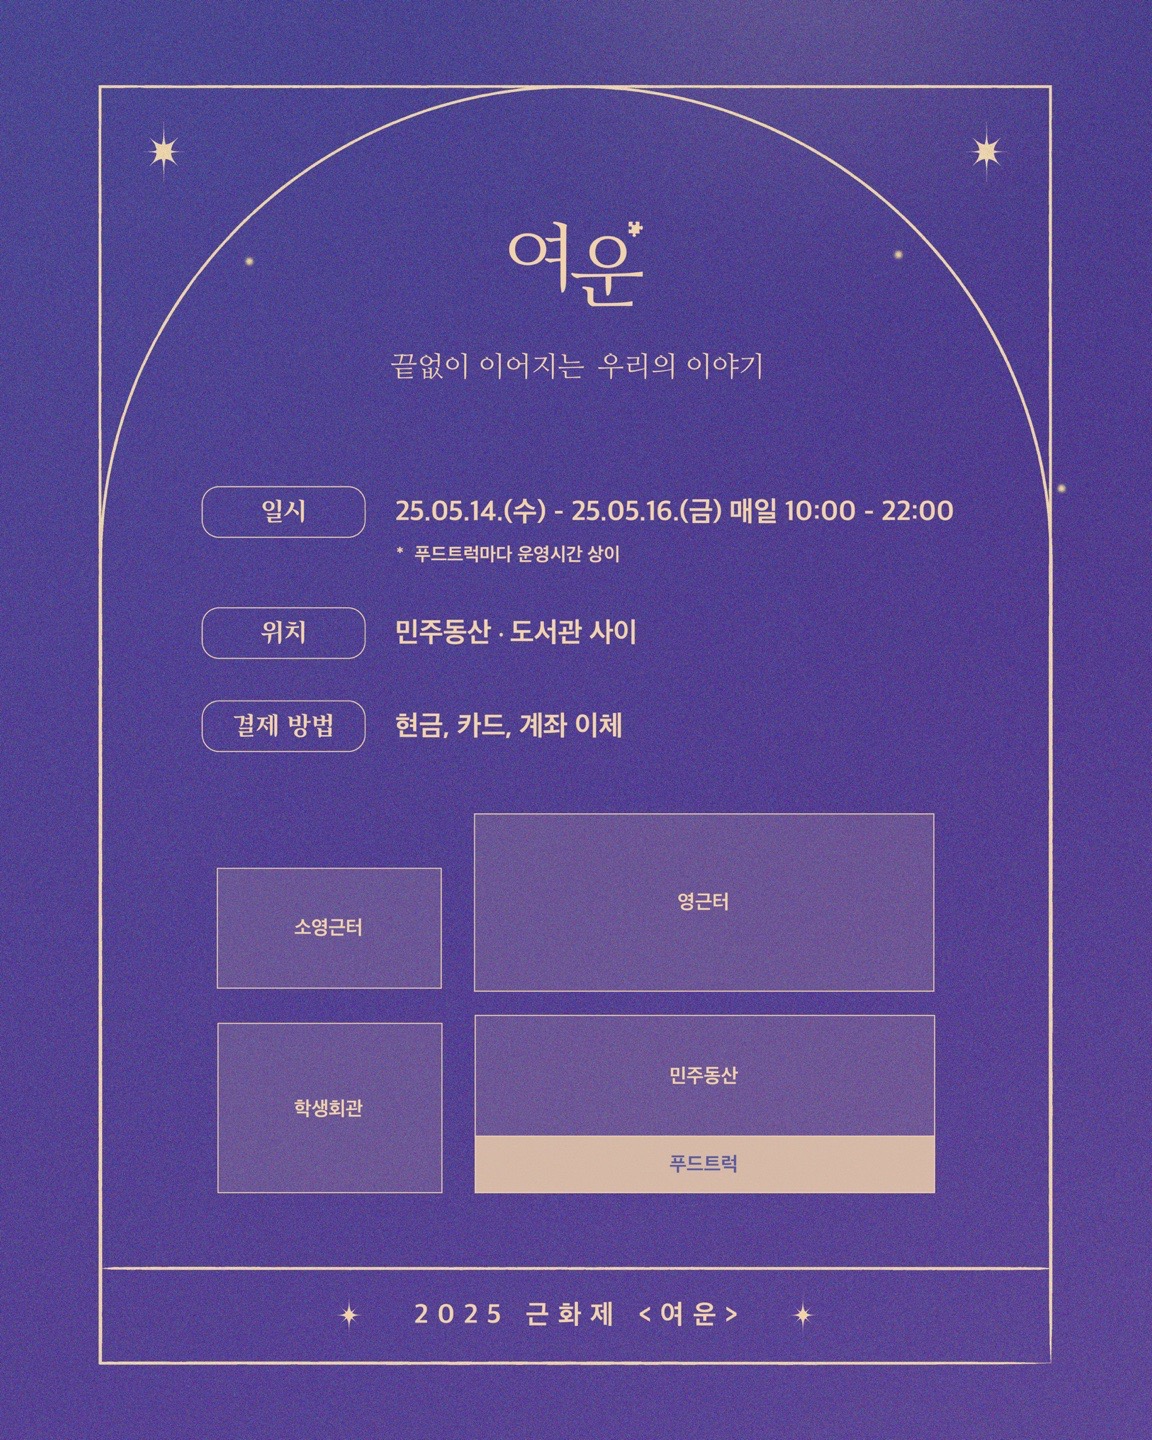 여운
끝없이 이어지는 우리의 이야기
일시 25.05.14.(수) - 25.05.16.(금) 매일 10:00 - 22:00
* 푸드트럭마다 운영시간 상이
위치 민주동산 · 도서관 사이
결제 방법 현금, 카드, 계좌 이체
영근터
소영근터
민주동산
학생회관
푸드트럭
2025 근화제 <여운>